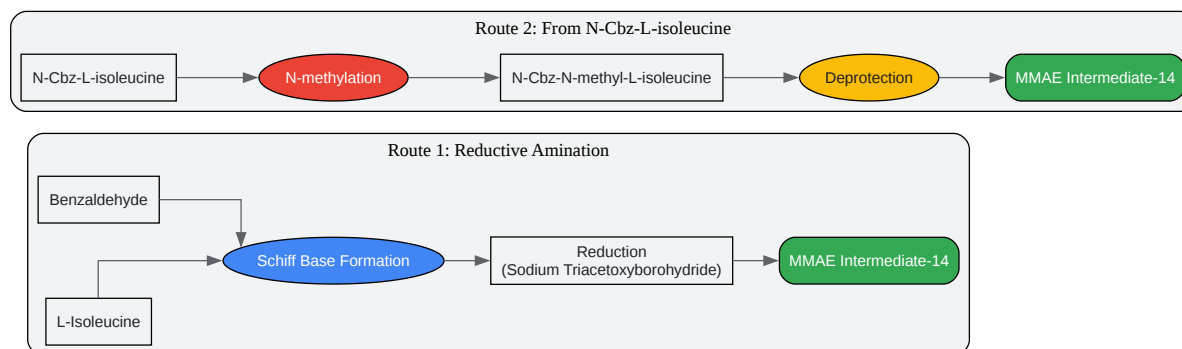 Route 2: From N-Cbz-L-isoleucine
N-Cbz-L-isoleucine
N-methylation
N-Cbz-N-methyl-L-isoleucine
Deprotection
MMAE Intermediate-14
Route 1: Reductive Amination
Benzaldehyde
L-Isoleucine
Schiff Base Formation
Reduction
(Sodium Triacetoxyborohydride)
MMAE Intermediate-14